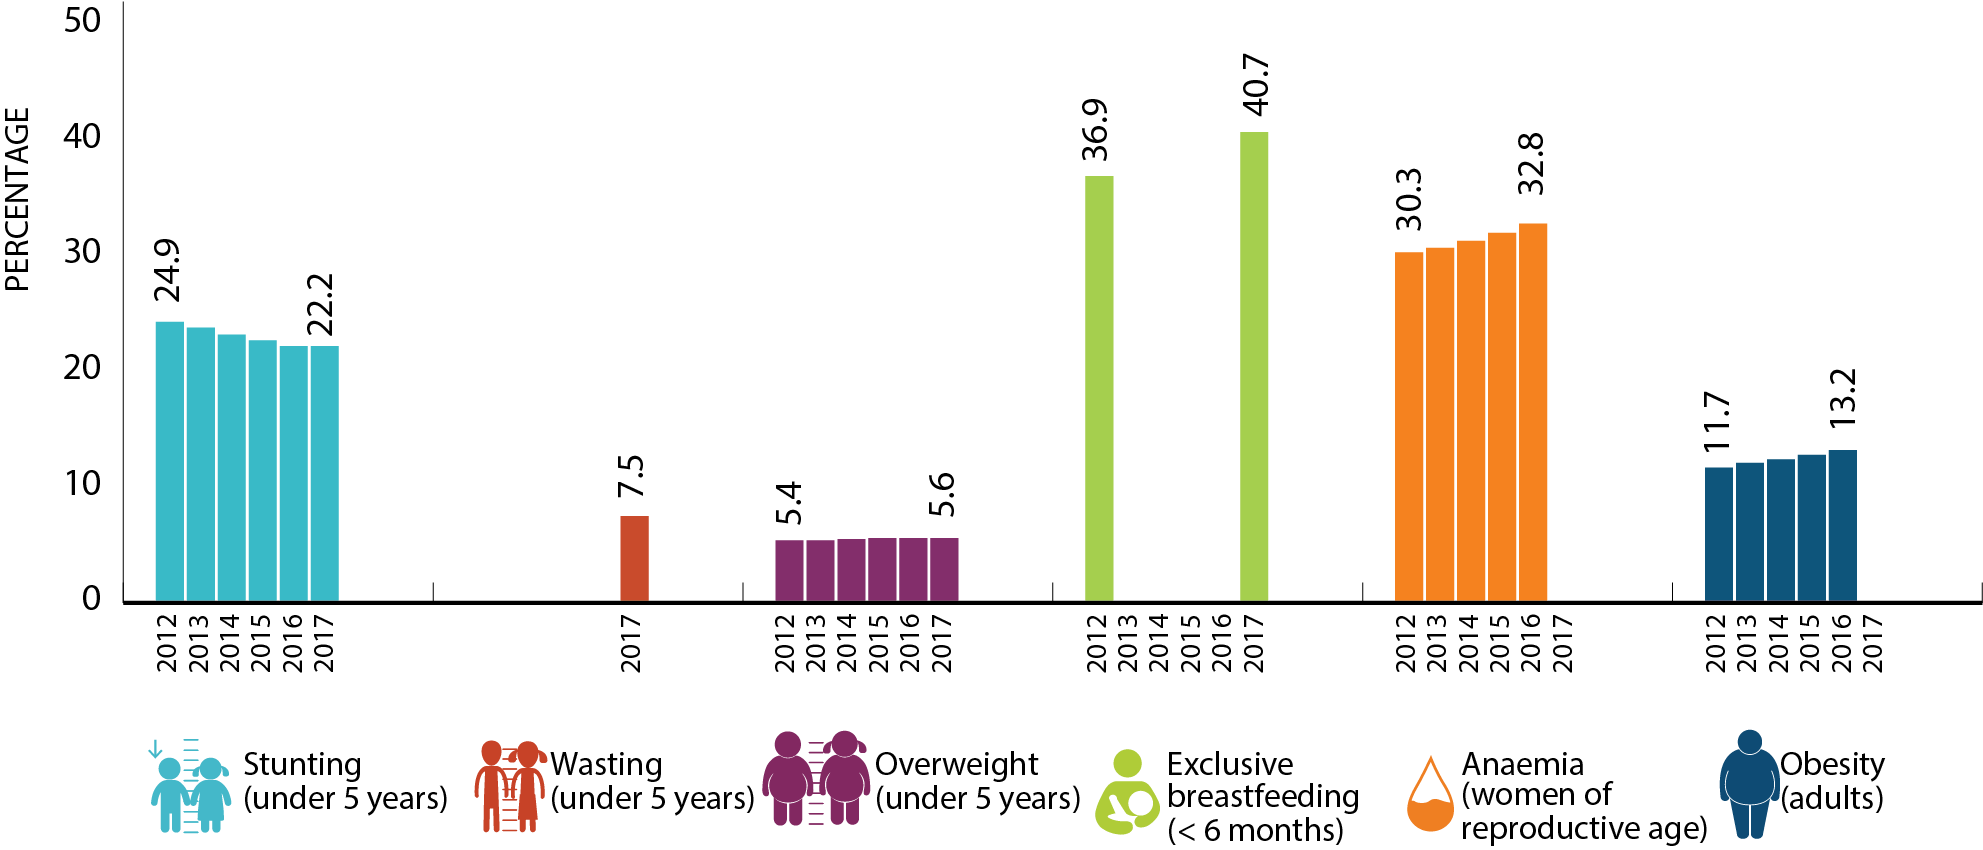 PERCENTAGE
50
40
30
20
10
0
24.9
22.2
7.5
5.4
5.6
36.9
40.7
30.3
32.8
11.7
13.2
2012 2013 2014 2015 2016 2017
2017
2012 2013 2014 2015 2016 2017
2012 2013 2014 2015 2016 2017
2012 2013 2014 2015 2016 2017
2012 2013 2014 2015 2016 2017
Stunting
(under 5 years)
Wasting
(under 5 years)
Overweight
(under 5 years)
Exclusive
breastfeeding
(< 6 months)
Anaemia
(women of
reproductive age)
Obesity
(adults)